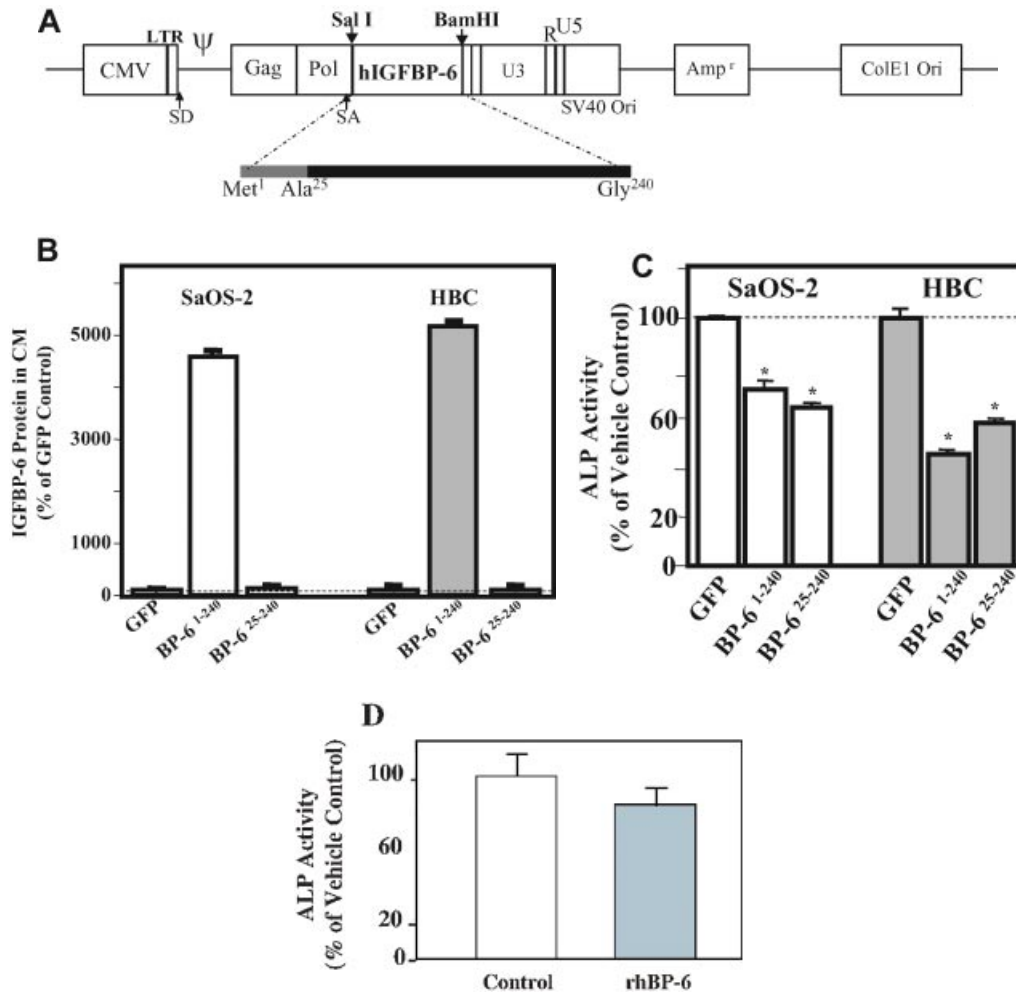 A
Sal I
BamHI
LTR
Ψ
R
U5
CMV
Gag
Pol
hIGFBP-6
U3
Amp r
ColE1 Ori
SD
SA
SV40 Ori
Met1
Ala25
Gly240
B
SaOS-2
HBC
IGFBP-6 Protein in CM
(% of GFP Control)
5000
3000
1000
0
GFP
BP-6 1-240
BP-6 25-240
GFP
BP-6 1-240
BP-6 25-240
C
SaOS-2
HBC
ALP Activity
(% of Vehicle Control)
100
60
20
0
*
*
*
*
GFP
BP-6 1-240
BP-6 25-240
GFP
BP-6 1-240
BP-6 25-240
D
ALP Activity
(% of Vehicle Control)
100
60
20
0
Control
rhBP-6